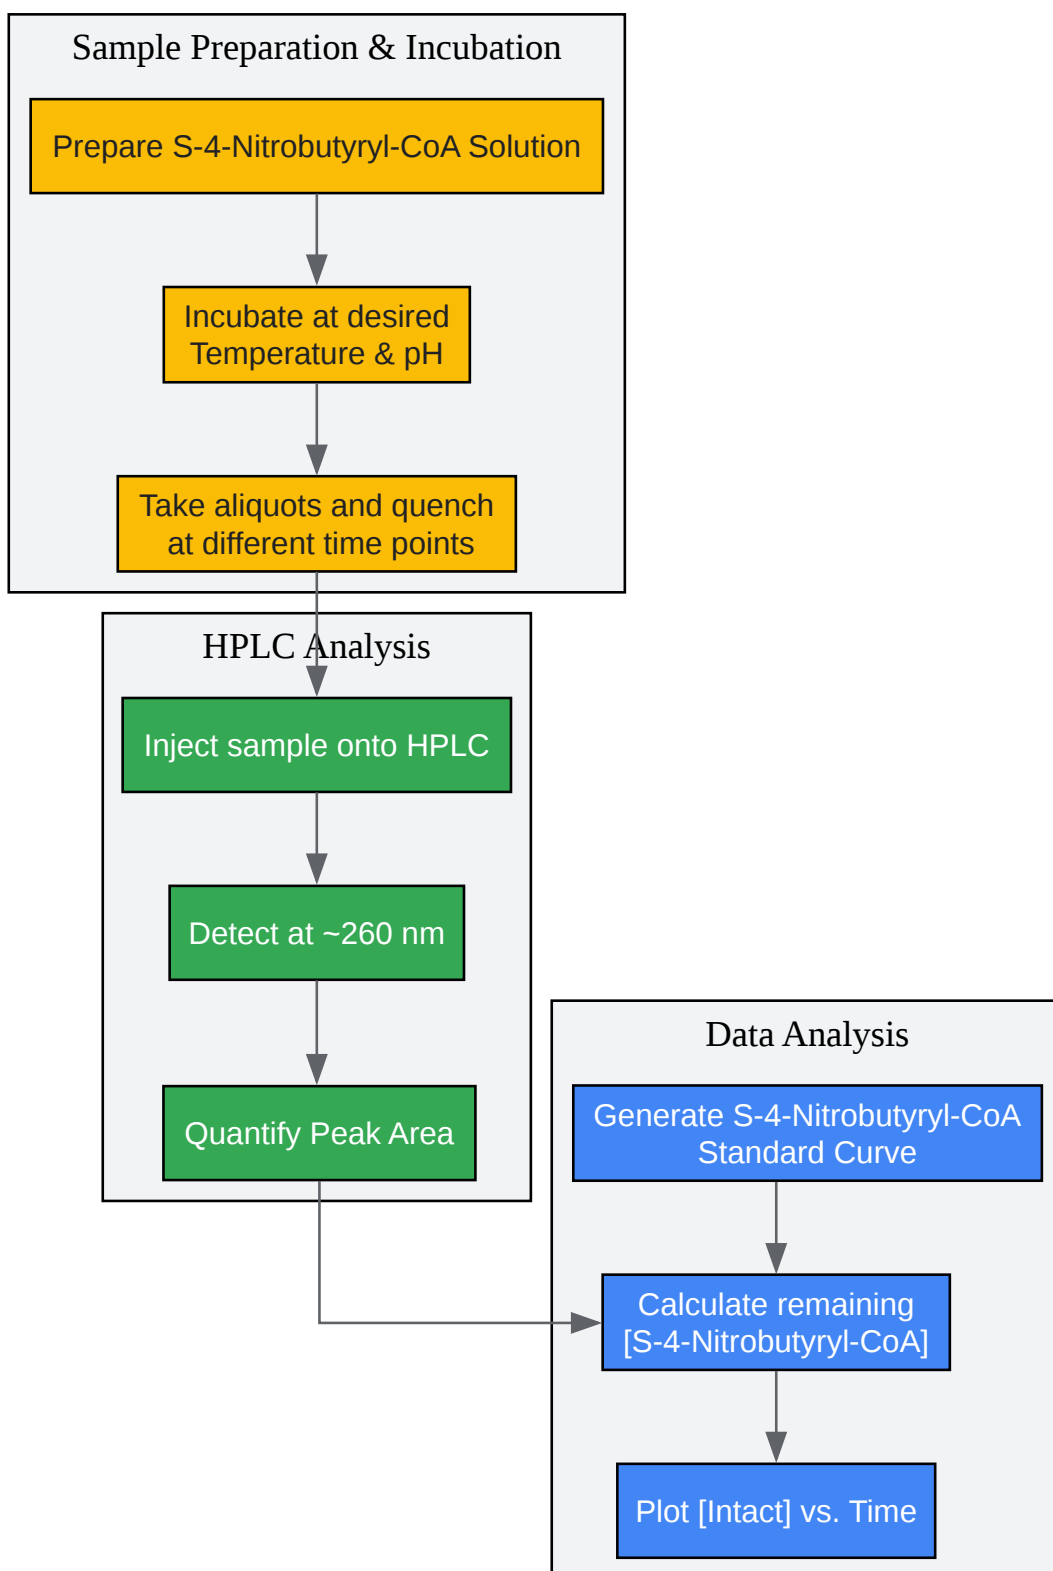 Sample Preparation & Incubation
Prepare S-4-Nitrobutyryl-CoA Solution
Incubate at desired
Temperature & pH
Take aliquots and quench
at different time points
HPLC Analysis
Inject sample onto HPLC
Detect at ~260 nm
Quantify Peak Area
Data Analysis
Generate S-4-Nitrobutyryl-CoA
Standard Curve
Calculate remaining
[S-4-Nitrobutyryl-CoA]
Plot [Intact] vs. Time